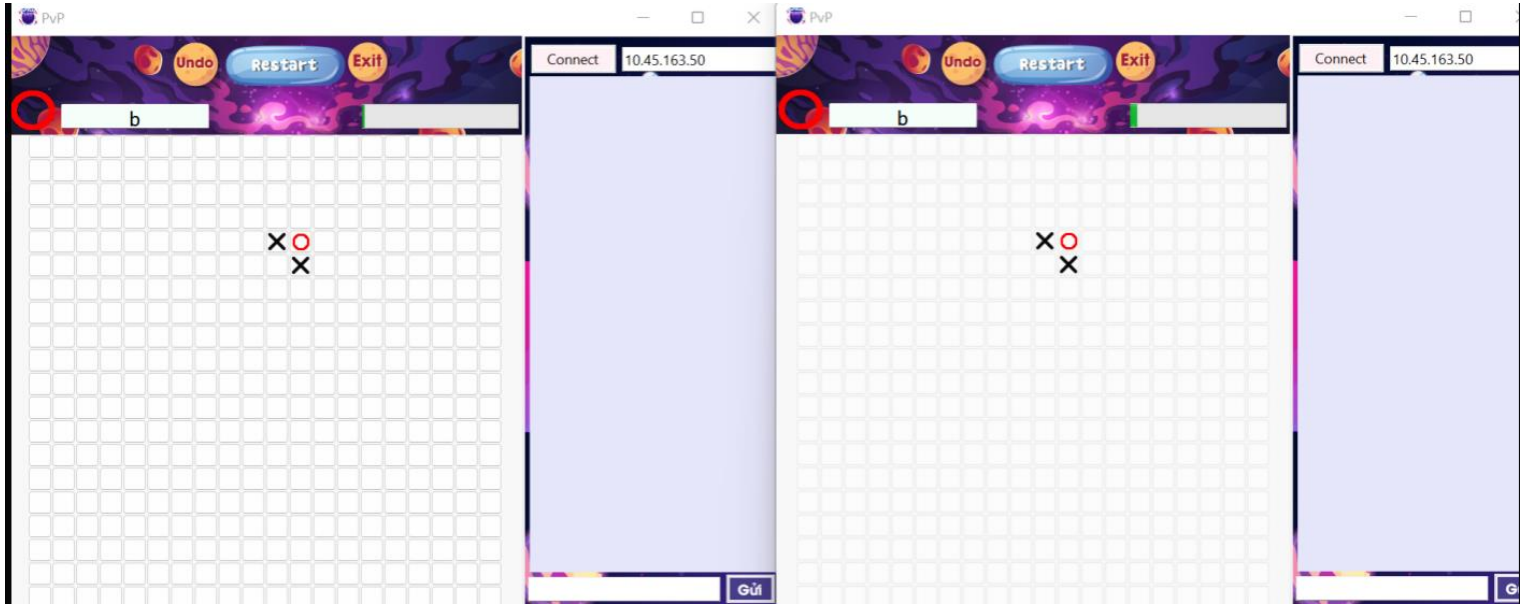 PvP
Undo
Restart
Exit
Connect
10.45.163.50
b
Gửi
PvP
Undo
Restart
Exit
Connect
10.45.163.50
b
G